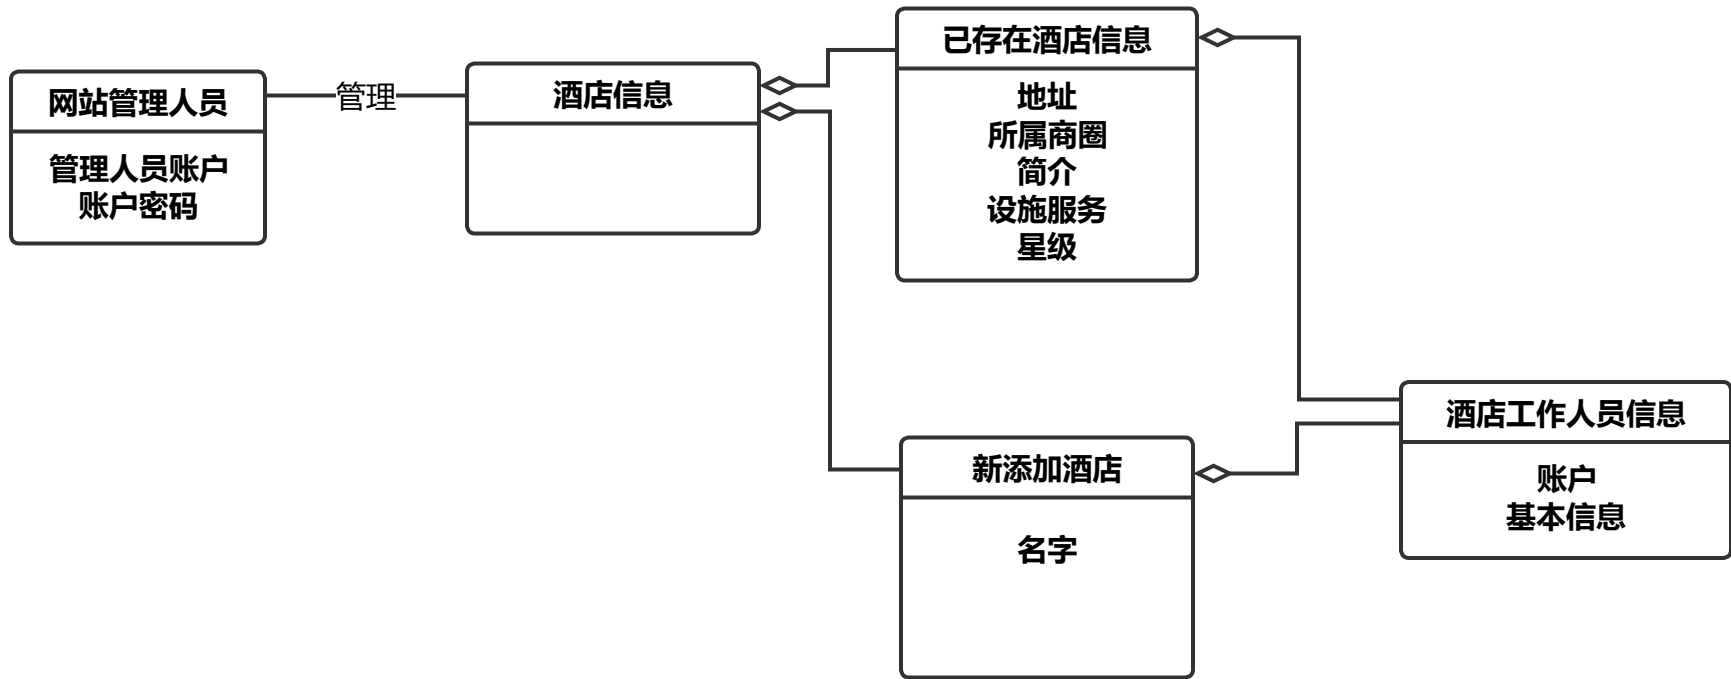 网站管理人员
管理人员账户
账户密码
管理
酒店信息
已存在酒店信息
地址
所属商圈
简介
设施服务
星级
新添加酒店
名字
酒店工作人员信息
账户
基本信息